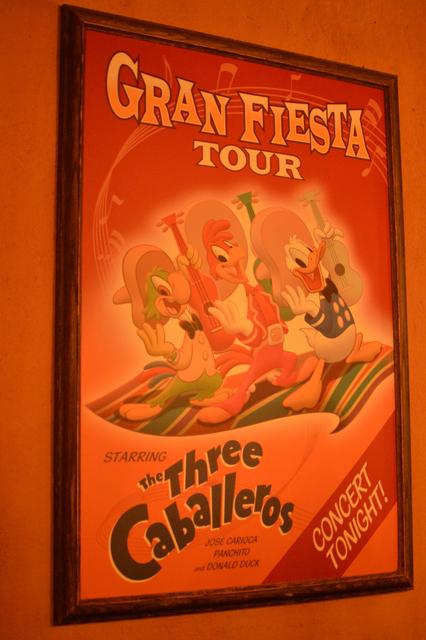 GRAN FIESTA
TOUR
STARRING
The Three
Caballeros
JOSE CARIOCA
PANCHITO
and DONALD DUCK
CONCERT
TONIGHT!